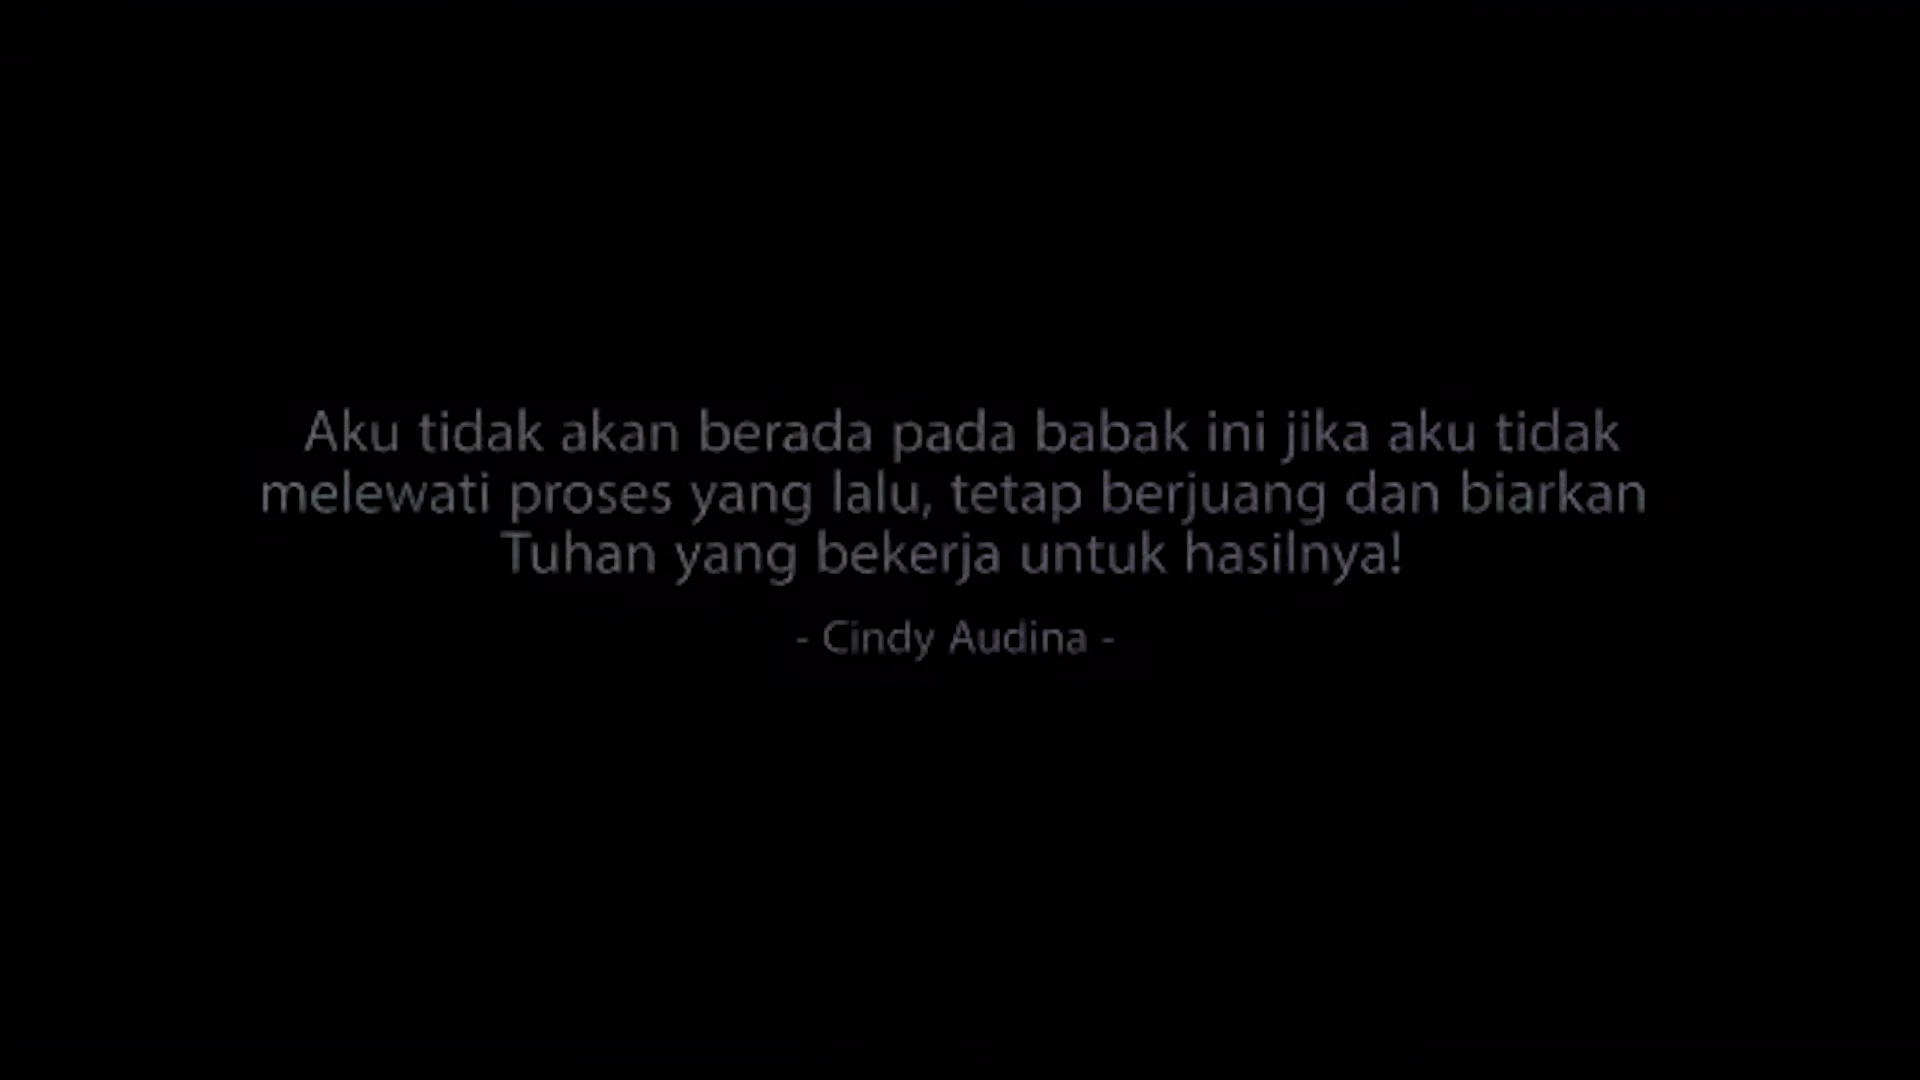 Aku tidak akan berada pada babak ini jika aku tidak
melewati proses yang lalu, tetap berjuang dan biarkan
Tuhan yang bekerja untuk hasilnya!
- Cindy Audina -